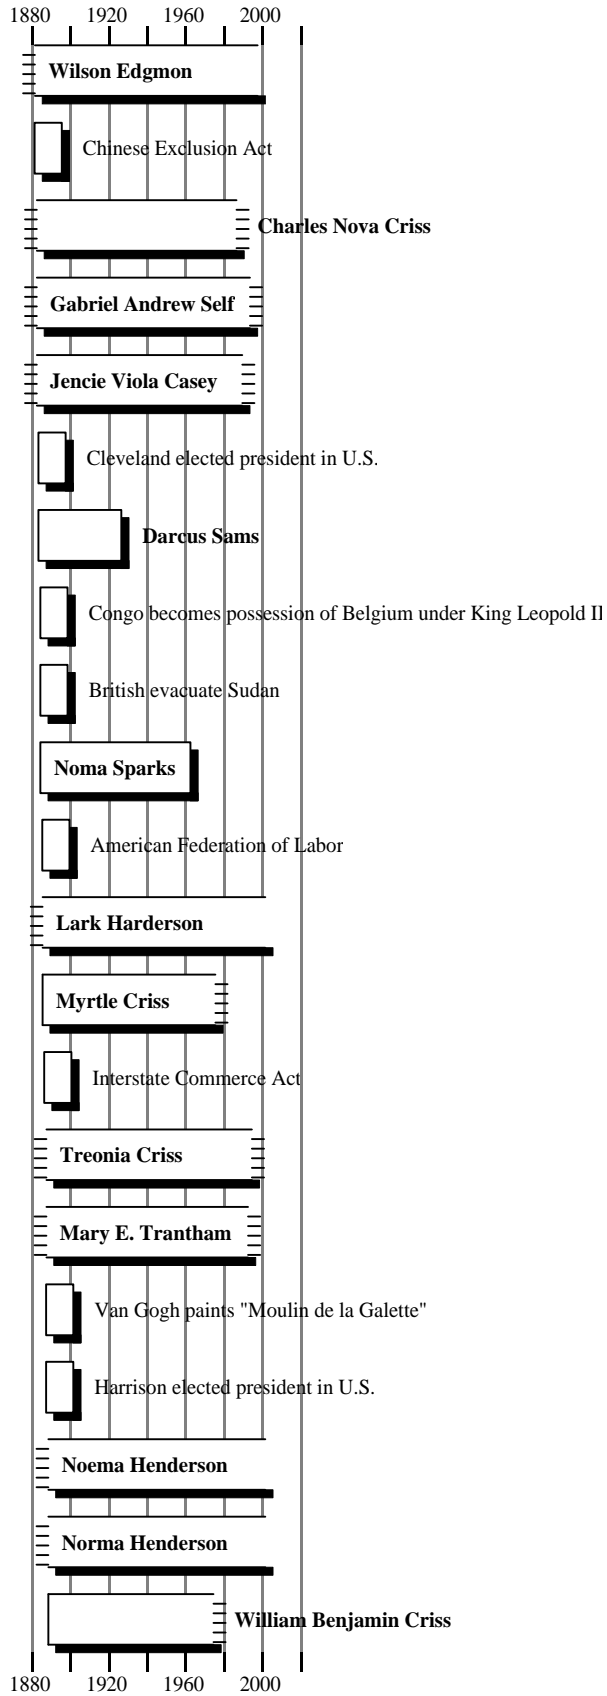 1880 1920 1960 2000
Wilson Edgmon
Chinese Exclusion Act
Charles Nova Criss
Gabriel Andrew Self
Jencie Viola Casey
Cleveland elected president in U.S.
Darcus Sams
Congo becomes possession of Belgium under King Leopold II
British evacuate Sudan
Noma Sparks
American Federation of Labor
Lark Harderson
Myrtle Criss
Interstate Commerce Act
Treonia Criss
Mary E. Trantham
Van Gogh paints "Moulin de la Galette"
Harrison elected president in U.S.
Noema Henderson
Norma Henderson
William Benjamin Criss
1880 1920 1960 2000